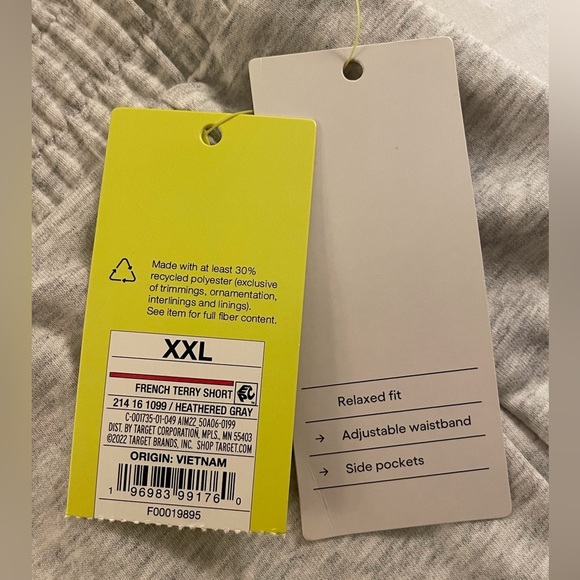 Made with at least 30%
recycled polyester (exclusive
of trimmings, ornamentation,
interlinings and linings).
See item for full fiber content.
XXL
FRENCH TERRY SHORT
214 16 1099 / HEATHERED GRAY
C-001735-01-049 AIM22 50A06-0199
DIST. BY TARGET CORPORATION, MPLS., MN 55403
©2022 TARGET BRANDS, INC. SHOP TARGET.COM
ORIGIN: VIETNAM
1 96983 99176 0
F00019895
Relaxed fit
→ Adjustable waistband
→ Side pockets